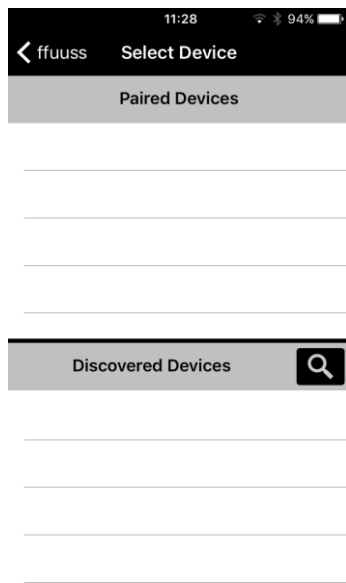 11:28
94%
ffuuss
Select Device
Paired Devices
Discovered Devices